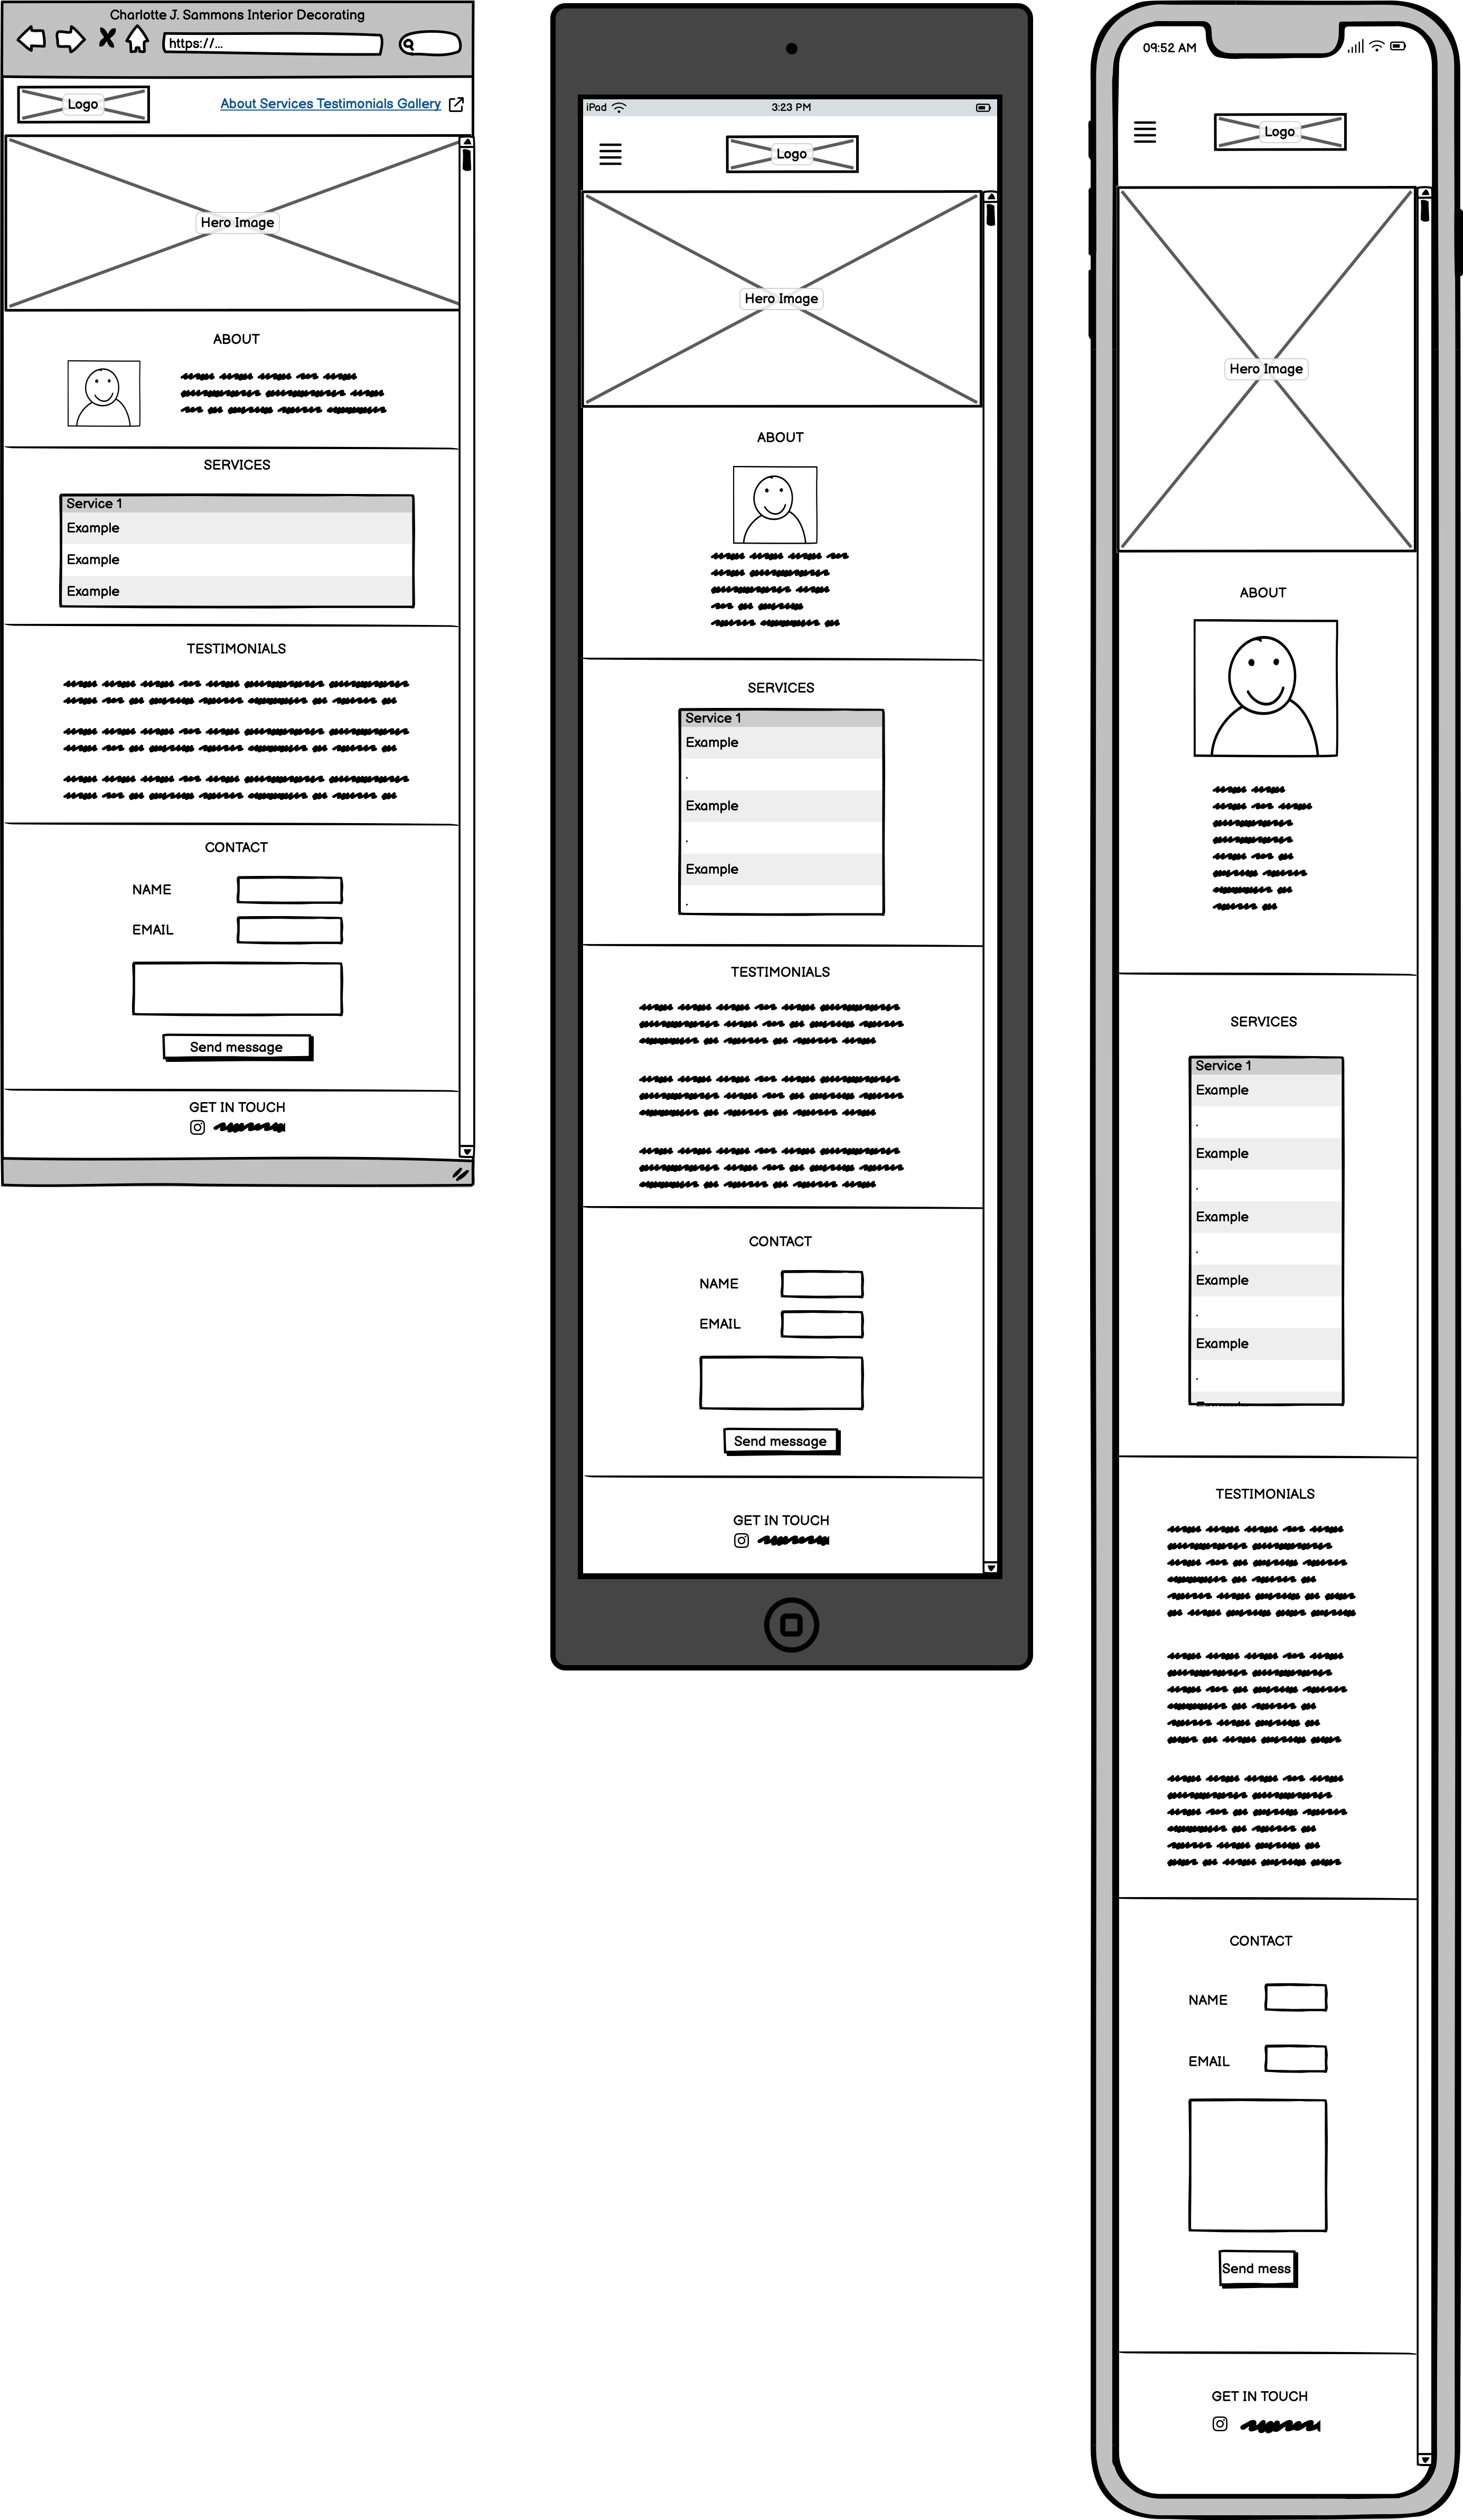 Charlotte J. Sammons Interior Decorating
https://...
Logo
About Services Testimonials Gallery
Hero Image
ABOUT
SERVICES
Service 1
Example
Example
Example
TESTIMONIALS
CONTACT
NAME
EMAIL
Send message
GET IN TOUCH
iPad
3:23 PM
Logo
Hero Image
ABOUT
SERVICES
Service 1
Example
.
Example
.
Example
.
TESTIMONIALS
CONTACT
NAME
EMAIL
Send message
GET IN TOUCH
09:52 AM
Logo
Hero Image
ABOUT
SERVICES
Service 1
Example
.
Example
.
Example
.
Example
.
Example
.
TESTIMONIALS
CONTACT
NAME
EMAIL
Send mess
GET IN TOUCH